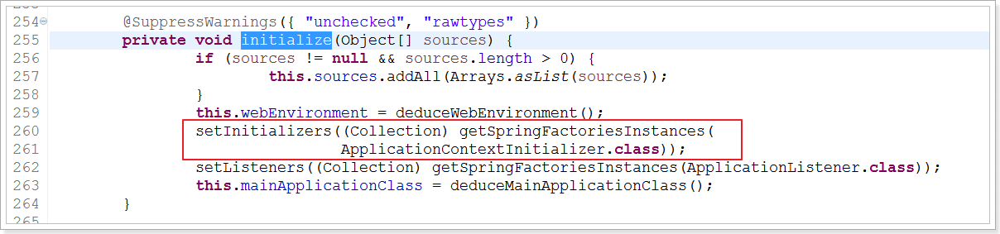 254 @SuppressWarnings({ "unchecked", "rawtypes" })
255 private void initialize(Object[] sources) {
256 if (sources != null && sources.length > 0) {
257 this.sources.addAll(Arrays.asList(sources));
258 }
259 this.webEnvironment = deduceWebEnvironment();
260 setInitializers((Collection) getSpringFactoriesInstances(
261 ApplicationContextInitializer.class));
262 setListeners((Collection) getSpringFactoriesInstances(ApplicationListener.class));
263 this.mainApplicationClass = deduceMainApplicationClass();
264 }